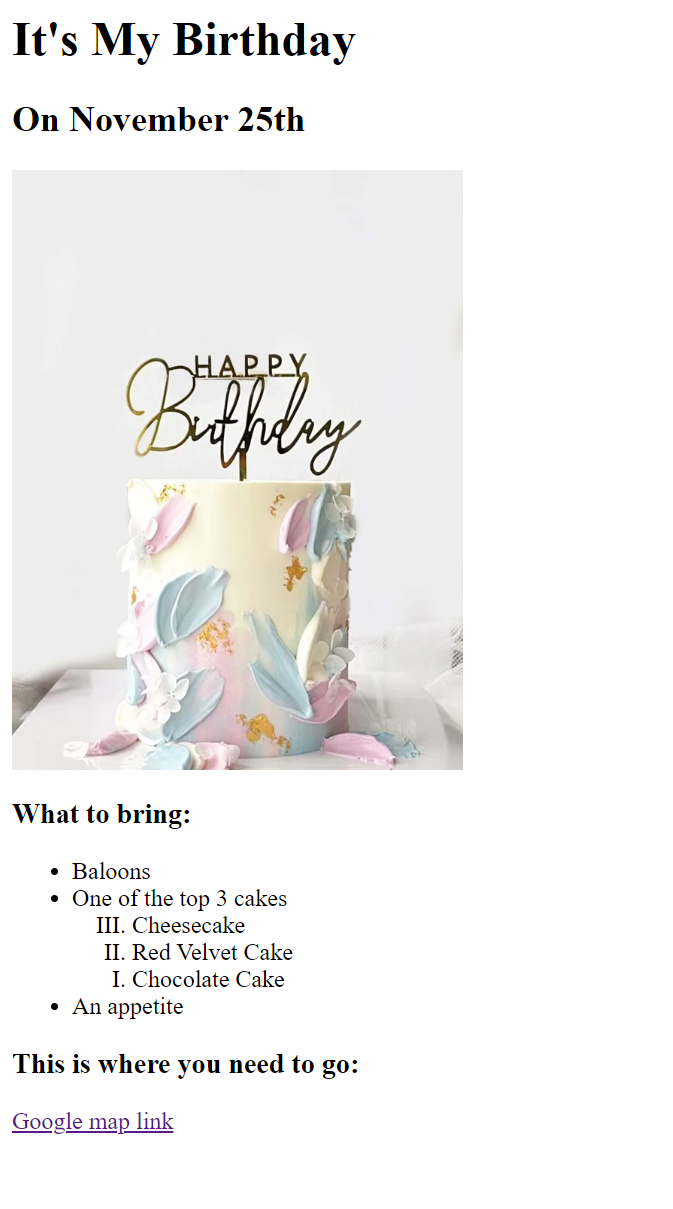 It's My Birthday
On November 25th
HAPPY
Birthday
What to bring:
• Baloons
• One of the top 3 cakes
III. Cheesecake
II. Red Velvet Cake
I. Chocolate Cake
• An appetite
This is where you need to go:
Google map link